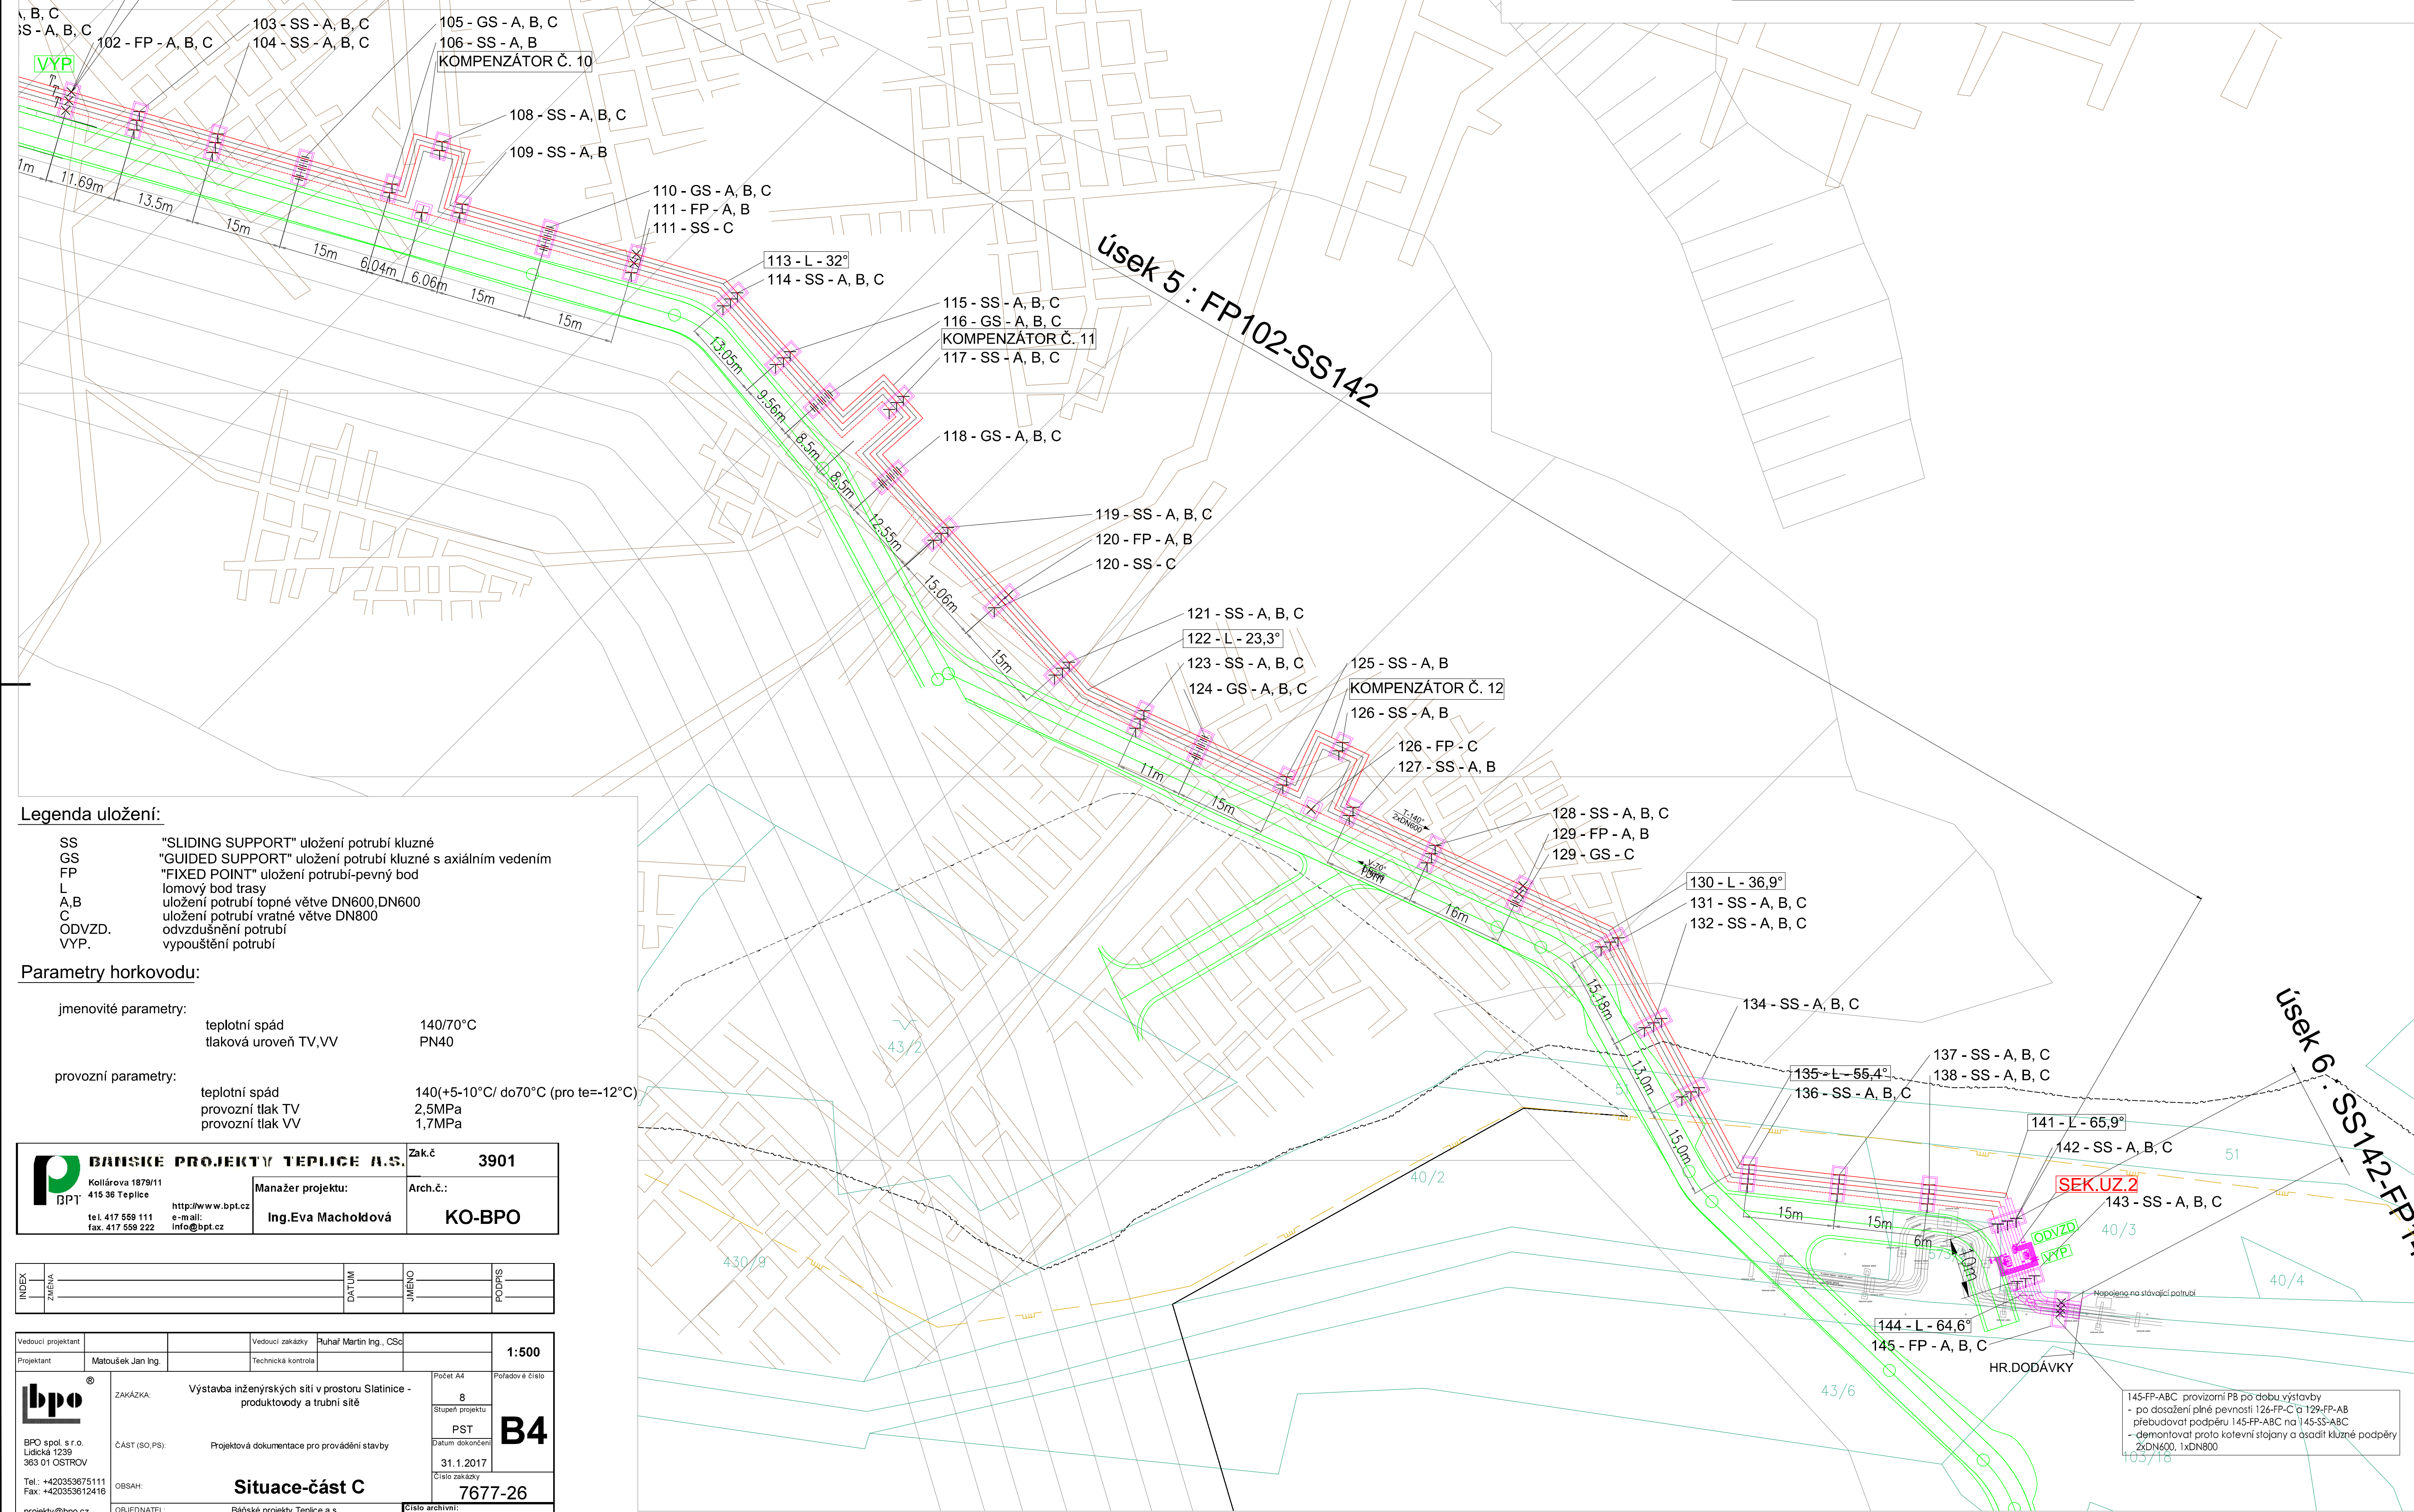 A, B, C
SS - A, B, C
102 - FP - A, B, C
VYP
103 - SS - A, B, C
104 - SS - A, B, C
105 - GS - A, B, C
106 - SS - A, B
KOMPENZÁTOR Č. 10
108 - SS - A, B, C
109 - SS - A, B
110 - GS - A, B, C
111 - FP - A, B
111 - SS - C
113 - L - 32°
114 - SS - A, B, C
115 - SS - A, B, C
116 - GS - A, B, C
KOMPENZÁTOR Č. 11
117 - SS - A, B, C
118 - GS - A, B, C
119 - SS - A, B, C
120 - FP - A, B
120 - SS - C
121 - SS - A, B, C
122 - L - 23,3°
123 - SS - A, B, C
124 - GS - A, B, C
125 - SS - A, B
KOMPENZÁTOR Č. 12
126 - SS - A, B
126 - FP - C
127 - SS - A, B
128 - SS - A, B, C
129 - FP - A, B
129 - GS - C
130 - L - 36,9°
131 - SS - A, B, C
132 - SS - A, B, C
134 - SS - A, B, C
135 - L - 55,4°
136 - SS - A, B, C
137 - SS - A, B, C
138 - SS - A, B, C
141 - L - 65,9°
142 - SS - A, B, C
SEK.UZ.2
143 - SS - A, B, C
ODVZD.
VYP
144 - L - 64,6°
145 - FP - A, B, C
HR.DODÁVKY
Napojeno na stávající potrubí
úsek 5 : FP102-SS142
úsek 6 : SS142-FP14
1m
11.69m
13.5m
15m
15m
6.04m
6.06m
15m
15m
13.05m
9.56m
8.5m
8.5m
12.55m
15.06m
15m
11m
15m
15m
16m
15.18m
13.0m
15.0m
15m
15m
6m
10m
T-140°
2xDN600
V-70°
43/2
51
51
40/2
40/3
40/4
430/9
43/6
103/18
145-FP-ABC provizorní PB po dobu výstavby
- po dosažení plné pevnosti 126-FP-C a 129-FP-AB
přebudovat podpěru 145-FP-ABC na 145-SS-ABC
- demontovat proto kotevní stojany a osadit kluzné podpěry
2xDN600, 1xDN800
Legenda uložení:
SS "SLIDING SUPPORT" uložení potrubí kluzné
GS "GUIDED SUPPORT" uložení potrubí kluzné s axiálním vedením
FP "FIXED POINT" uložení potrubí-pevný bod
L lomový bod trasy
A,B uložení potrubí topné větve DN600,DN600
C uložení potrubí vratné větve DN800
ODVZD. odvzdušnění potrubí
VYP. vypouštění potrubí
Parametry horkovodu:
jmenovité parametry:
teplotní spád 140/70°C
tlaková uroveň TV,VV PN40
provozní parametry:
teplotní spád 140(+5-10°C/ do70°C (pro te=-12°C)
provozní tlak TV 2,5MPa
provozní tlak VV 1,7MPa
BPT
BANSKE PROJEKTY TEPLICE A.S.
Kollárova 1879/11
415 36 Teplice
tel. 417 559 111
fax. 417 559 222
http://www.bpt.cz
e-mail:
info@bpt.cz
Zak.č 3901
Manažer projektu:
Ing.Eva Macholdová
Arch.č.:
KO-BPO
INDEX
ZMĚNA
DATUM
JMÉNO
PODPIS
Vedoucí projektant
Vedoucí zakázky Pluhař Martin Ing., CSc
Projektant Matoušek Jan Ing.
Technická kontrola
1:500
bpo ®
BPO spol. s r.o.
Lidická 1239
363 01 OSTROV
Tel.: +420353675111
Fax: +420353612416
projekty@bpo.cz
ZAKÁZKA: Výstavba inženýrských sítí v prostoru Slatinice -
produktovody a trubní sítě
ČÁST (SO,PS): Projektová dokumentace pro provádění stavby
OBSAH: Situace-část C
OBJEDNATEL: Báňské projekty Teplice a.s.
Počet A4
8
Stupeň projektu
PST
Datum dokončení
31.1.2017
Číslo zakázky
7677-26
Číslo archivní:
Pořadové číslo
B4